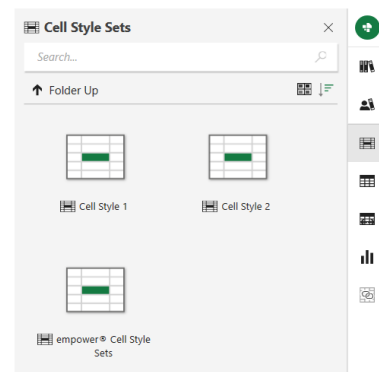 Cell Style Sets
Search...
Folder Up
Cell Style 1
Cell Style 2
empower® Cell Style
Sets